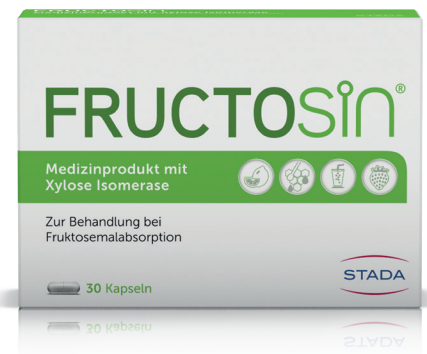 FRUCTOSIN®
Medizinprodukt mit
Xylose Isomerase
Zur Behandlung bei
Fruktosemalabsorption
STADA
30 Kapseln